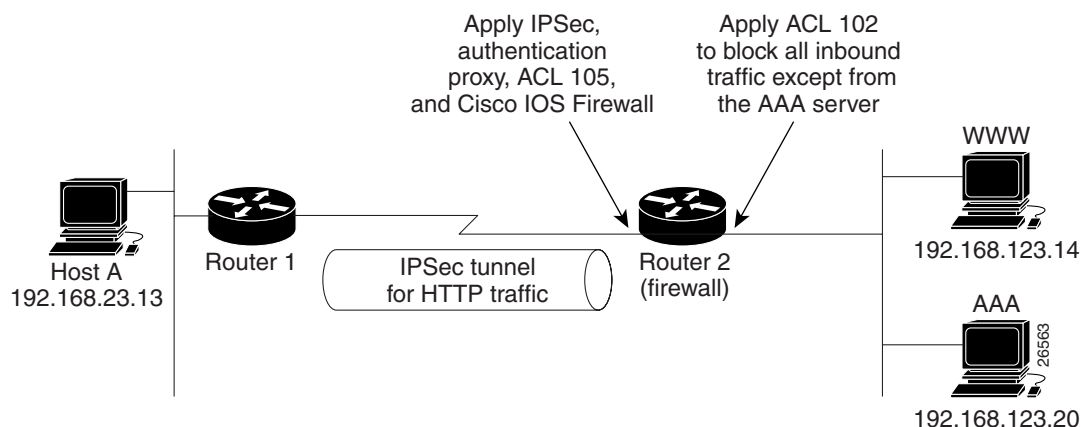 Apply IPSec,
authentication
proxy, ACL 105,
and Cisco IOS Firewall
Apply ACL 102
to block all inbound
traffic except from
the AAA server
WWW
192.168.123.14
Host A
192.168.23.13
Router 1
IPSec tunnel
for HTTP traffic
Router 2
(firewall)
AAA
26563
192.168.123.20